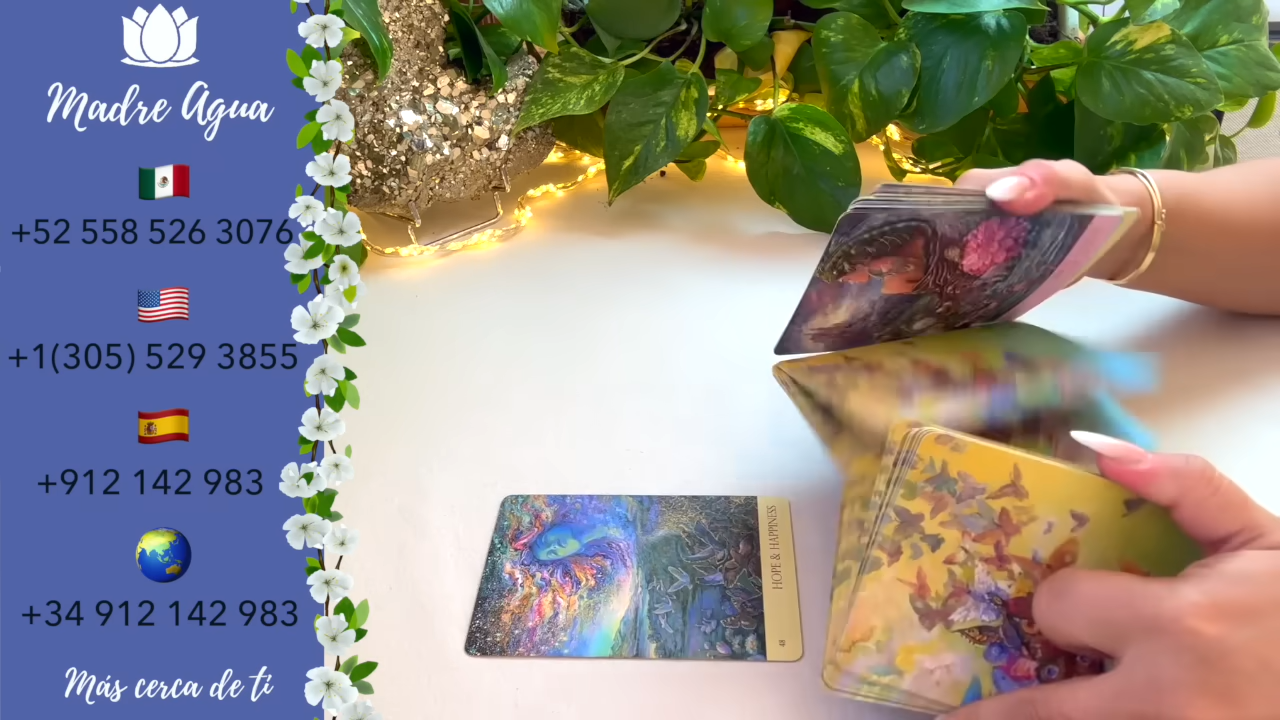 Madre Agua
+52 558 526 3076
+1(305) 529 3855
+912 142 983
+34 912 142 983
Más cerca de ti
HOPE & HAPPINESS
48